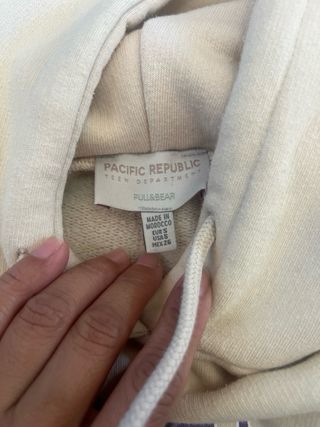 PACIFIC REPUBLIC
TEEN DEPARTMENT
PULL&BEAR
MADE IN
MOROCCO
EUR S
USA S
MEX 26